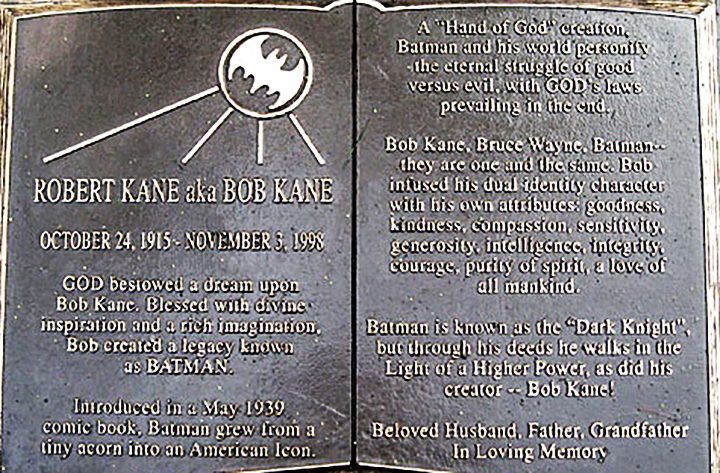 ROBERT KANE aka BOB KANE
OCTOBER 24, 1915 - NOVEMBER 3, 1998
GOD bestowed a dream upon
Bob Kane. Blessed with divine
inspiration and a rich imagination,
Bob created a legacy known
as BATMAN.
Introduced in a May 1939
comic book, Batman grew from a
tiny acorn into an American Icon.
A "Hand of God" creation,
Batman and his world personify
the eternal struggle of good
versus evil, with GOD's laws
prevailing in the end.
Bob Kane, Bruce Wayne, Batman--
they are one and the same. Bob
infused his dual identity character
with his own attributes: goodness,
kindness, compassion, sensitivity,
generosity, intelligence, integrity,
courage, purity of spirit, a love of
all mankind.
Batman is known as the "Dark Knight",
but through his deeds he walks in the
Light of a Higher Power, as did his
creator -- Bob Kane!
Beloved Husband, Father, Grandfather
In Loving Memory